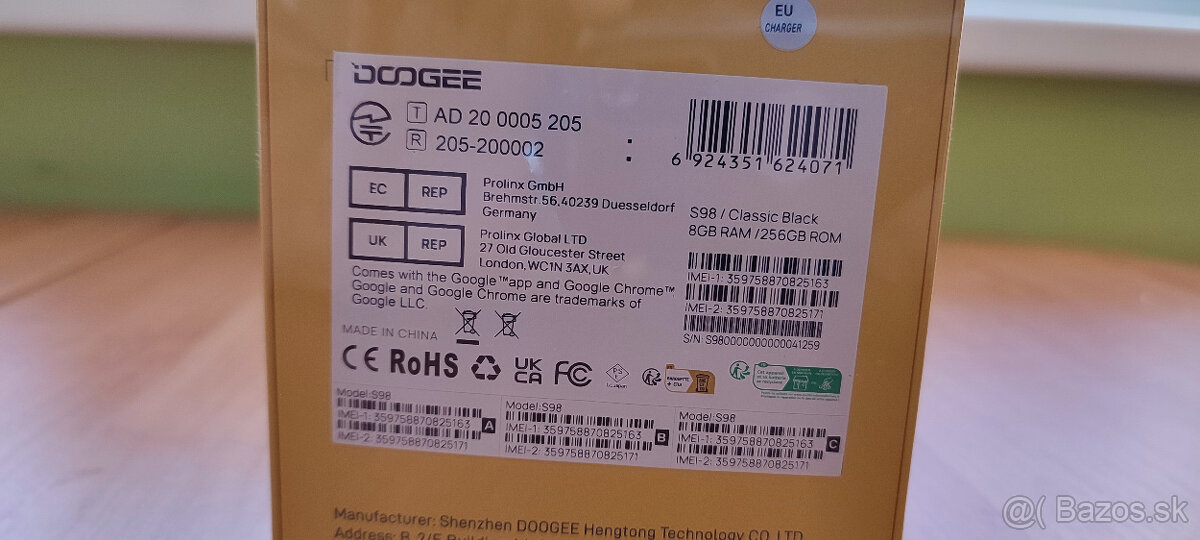 EU
CHARGER
DOOGEE
T AD 20 0005 205
R 205-200002
:
6 924351 624071
EC REP
Prolinx GmbH
Brehmstr.56,40239 Duesseldorf
Germany
UK REP
Prolinx Global LTD
27 Old Gloucester Street
London,WC1N 3AX,UK
S98 / Classic Black
8GB RAM /256GB ROM
IMEI-1: 359758870825163
IMEI-2: 359758870825171
S/N: S980000000000041259
Comes with the Google™app and Google Chrome™
Google and Google Chrome are trademarks of
Google LLC.
MADE IN CHINA
CE RoHS UK CA FC
Model:S98
IMEI-1: 359758870825163
IMEI-2: 359758870825171
A
Model:S98
IMEI-1: 359758870825163
IMEI-2: 359758870825171
B
Model:S98
IMEI-1: 359758870825163
IMEI-2: 359758870825171
C
Manufacturer: Shenzhen DOOGEE Hengtong Technology CO.,LTD
@( Bazos.sk